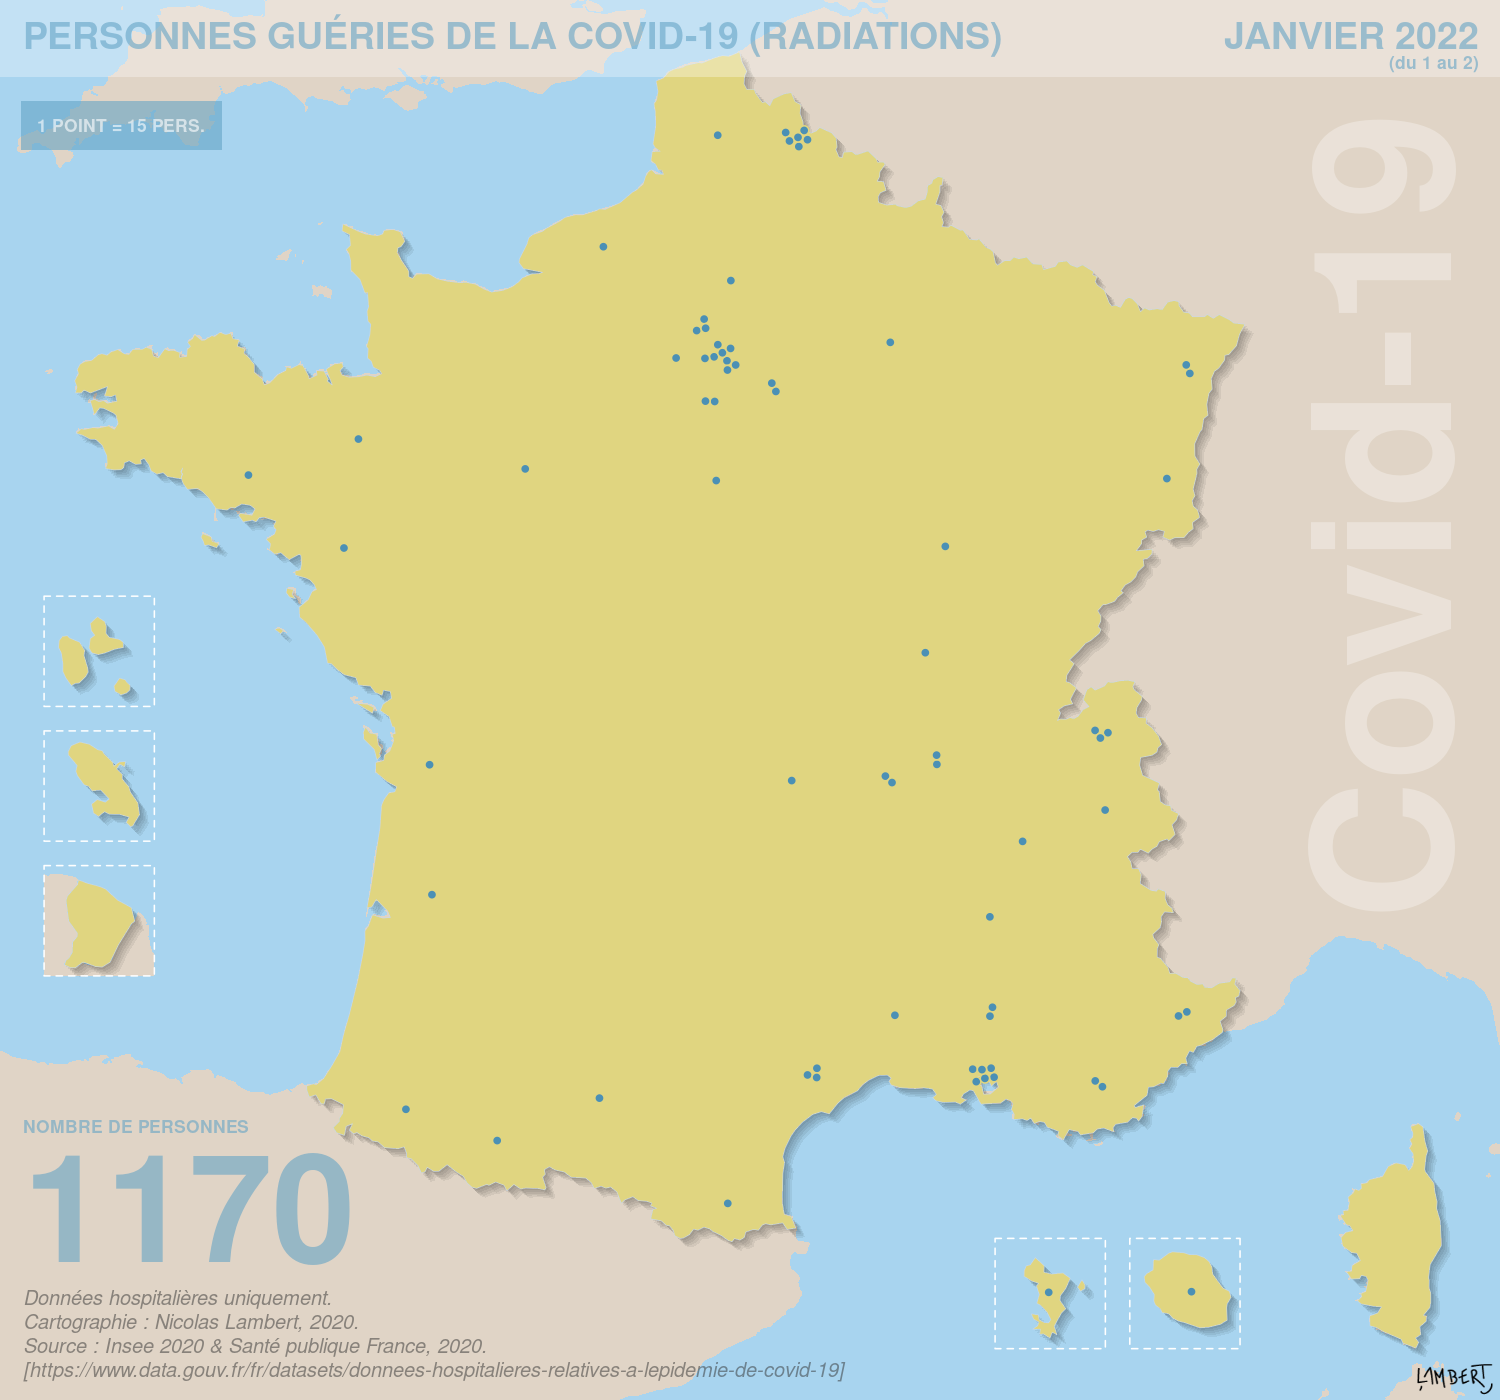 PERSONNES GUÉRIES DE LA COVID-19 (RADIATIONS)
JANVIER 2022
(du 1 au 2)
1 POINT = 15 PERS.
Covid-19
NOMBRE DE PERSONNES
1170
Données hospitalières uniquement.
Cartographie : Nicolas Lambert, 2020.
Source : Insee 2020 & Santé publique France, 2020.
[https://www.data.gouv.fr/fr/datasets/donnees-hospitalieres-relatives-a-lepidemie-de-covid-19]
LAMBERT